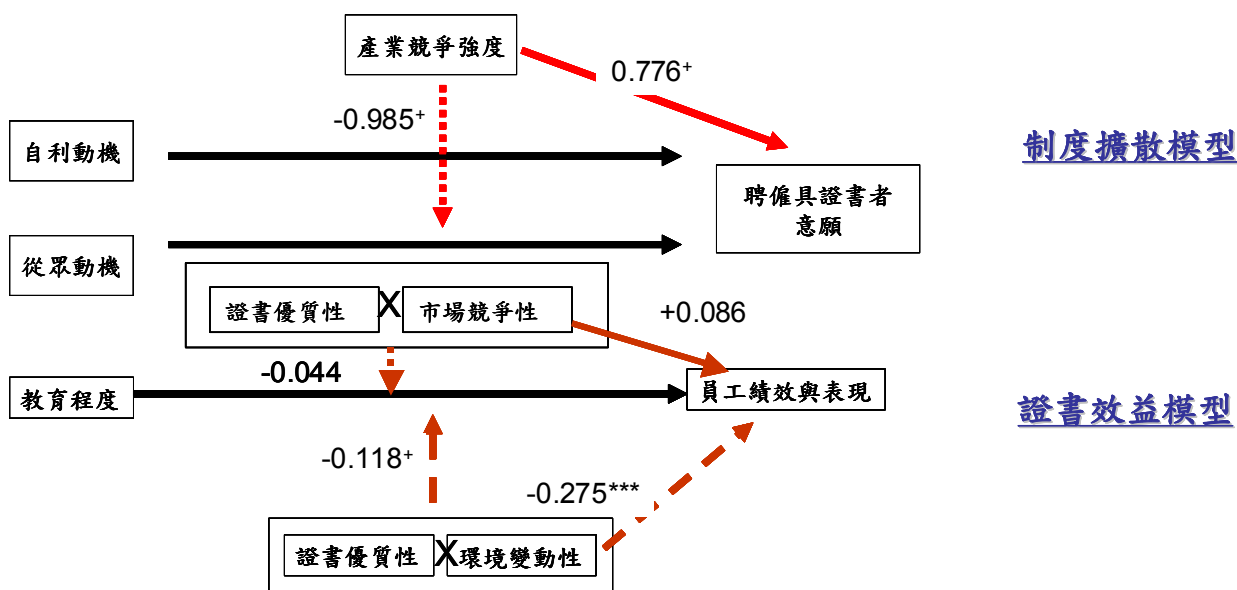 產業競爭強度
0.776+
-0.985+
自利動機
制度擴散模型
聘僱具證書者
意願
從眾動機
證書優質性 X 市場競爭性
+0.086
-0.044
教育程度
員工績效與表現
證書效益模型
-0.118+
-0.275***
證書優質性 X 環境變動性